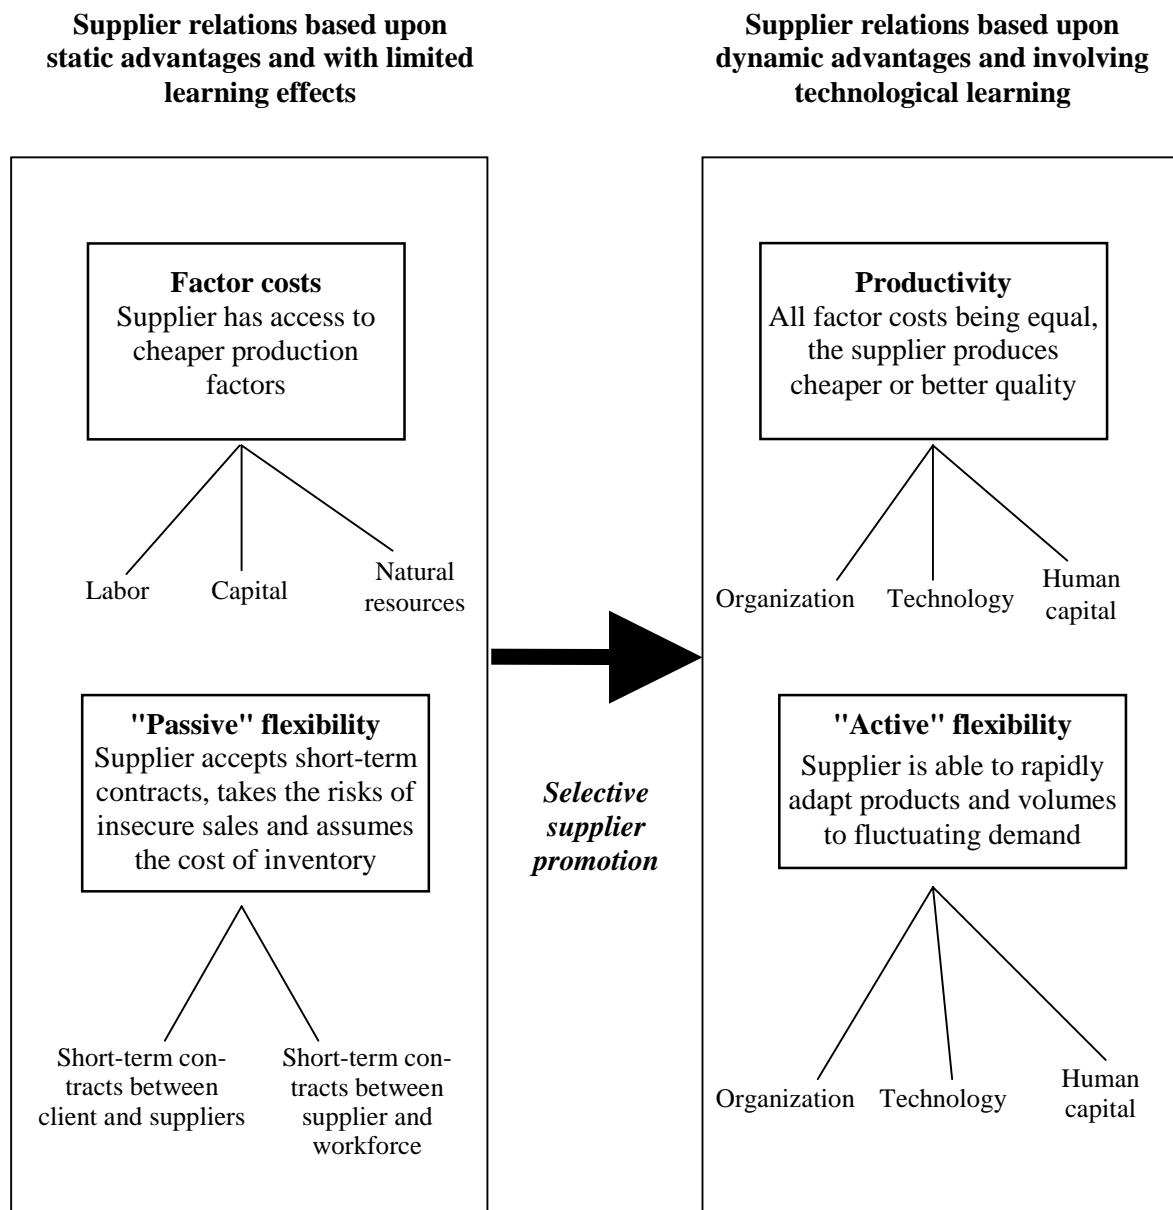 Supplier relations based upon
static advantages and with limited
learning effects
Supplier relations based upon
dynamic advantages and involving
technological learning
Factor costs
Supplier has access to
cheaper production
factors
Labor
Capital
Natural
resources
"Passive" flexibility
Supplier accepts short-term
contracts, takes the risks of
insecure sales and assumes
the cost of inventory
Short-term con-
tracts between
client and suppliers
Short-term con-
tracts between
supplier and
workforce
Selective
supplier
promotion
Productivity
All factor costs being equal,
the supplier produces
cheaper or better quality
Organization
Technology
Human
capital
"Active" flexibility
Supplier is able to rapidly
adapt products and volumes
to fluctuating demand
Organization
Technology
Human
capital